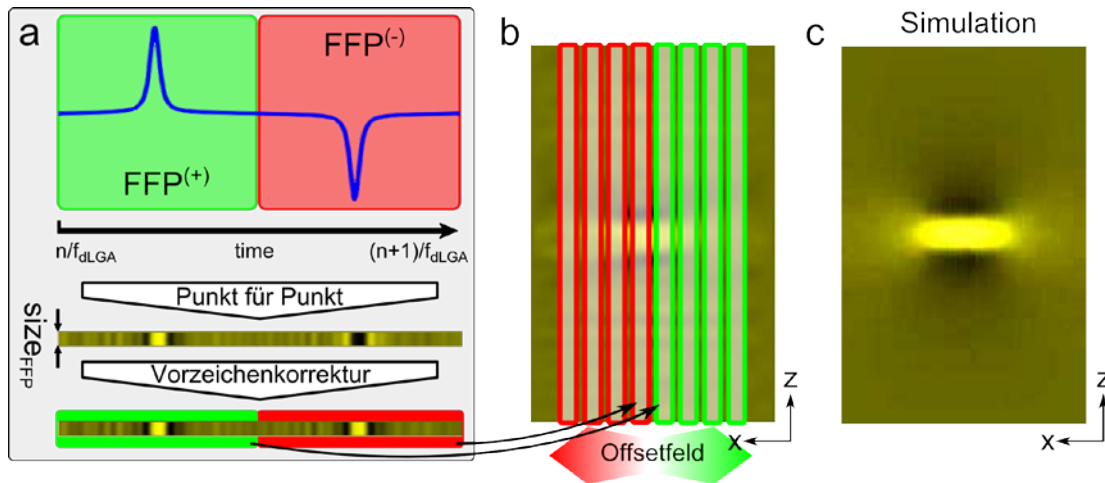 a
FFP(-)
FFP(+)
n/fdLGA
time
(n+1)/fdLGA
Punkt für Punkt
sizeFFP
Vorzeichenkorrektur
b
Offsetfeld
z
x
c
Simulation
z
x